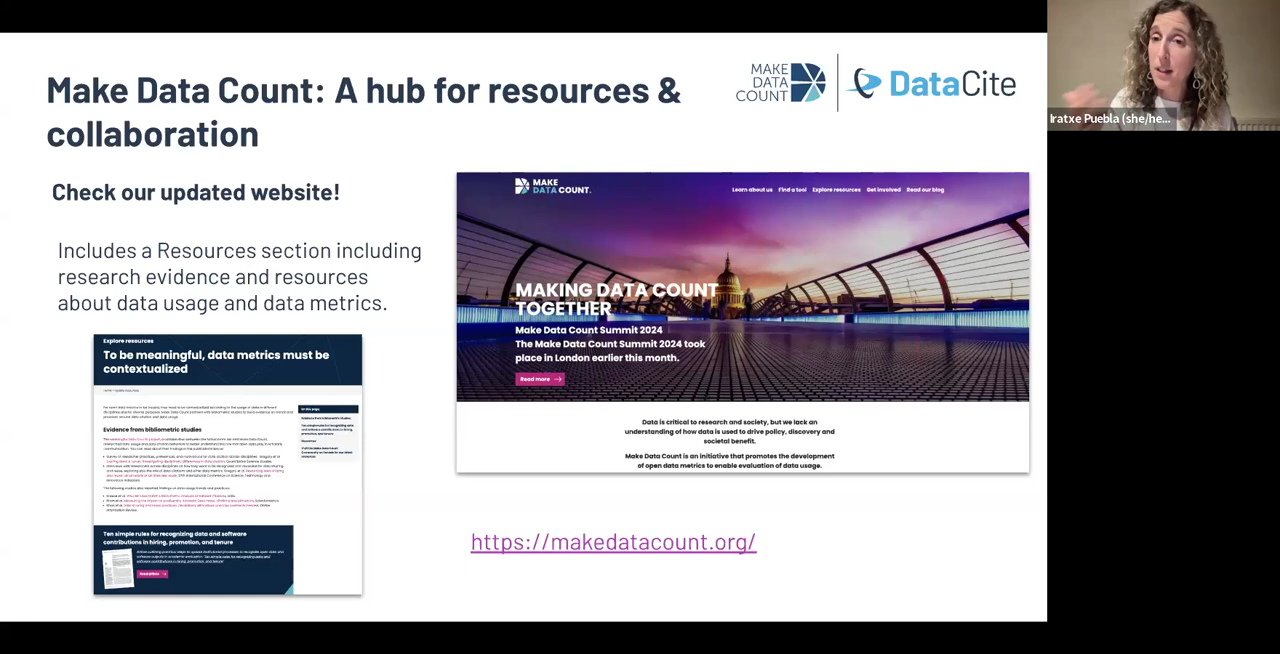 Make Data Count: A hub for resources &
collaboration
MAKE
DATA
COUNT
DataCite
Iratxe Puebla (she/he...
Check our updated website!
Includes a Resources section including
research evidence and resources
about data usage and data metrics.
Explore resources
To be meaningful, data metrics must be
contextualized
Evidence from bibliometric studies
Ten simple rules for recognizing data and software
contributions in hiring, promotion, and tenure
MAKE
DATA COUNT.
Learn about us Find a tool Explore resources Get involved Read our blog
MAKING DATA COUNT
TOGETHER
Make Data Count Summit 2024
The Make Data Count Summit 2024 took
place in London earlier this month.
Read more →
Data is critical to research and society, but we lack an
understanding of how data is used to drive policy, discovery and
societal benefit.
Make Data Count is an initiative that promotes the development
of open data metrics to enable evaluation of data usage.
https://makedatacount.org/